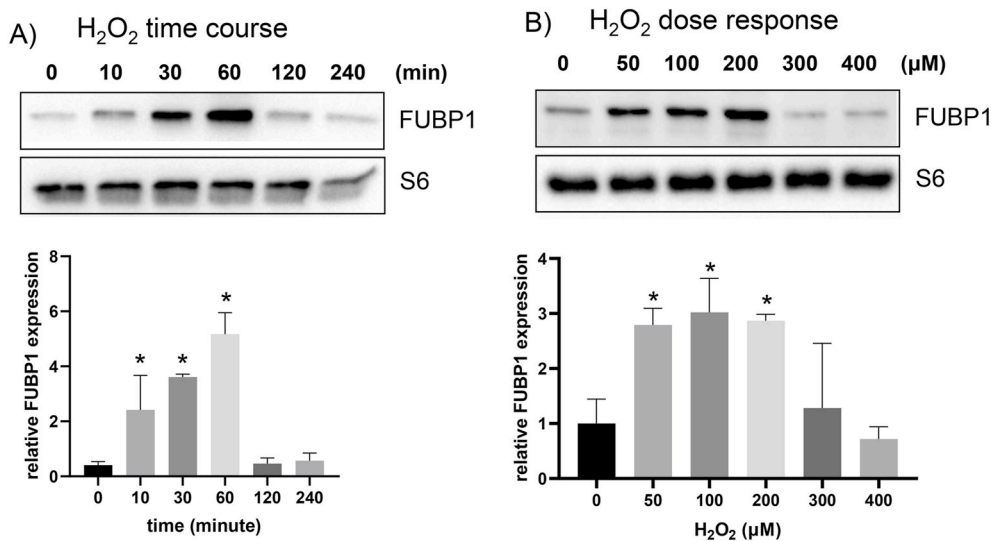 A) H₂O₂ time course
0 10 30 60 120 240 (min)
FUBP1
S6
relative FUBP1 expression
8
6
4
2
0
* * *
0 10 30 60 120 240
time (minute)
B) H₂O₂ dose response
0 50 100 200 300 400 (µM)
FUBP1
S6
relative FUBP1 expression
4
3
2
1
0
* * *
0 50 100 200 300 400
H₂O₂ (µM)